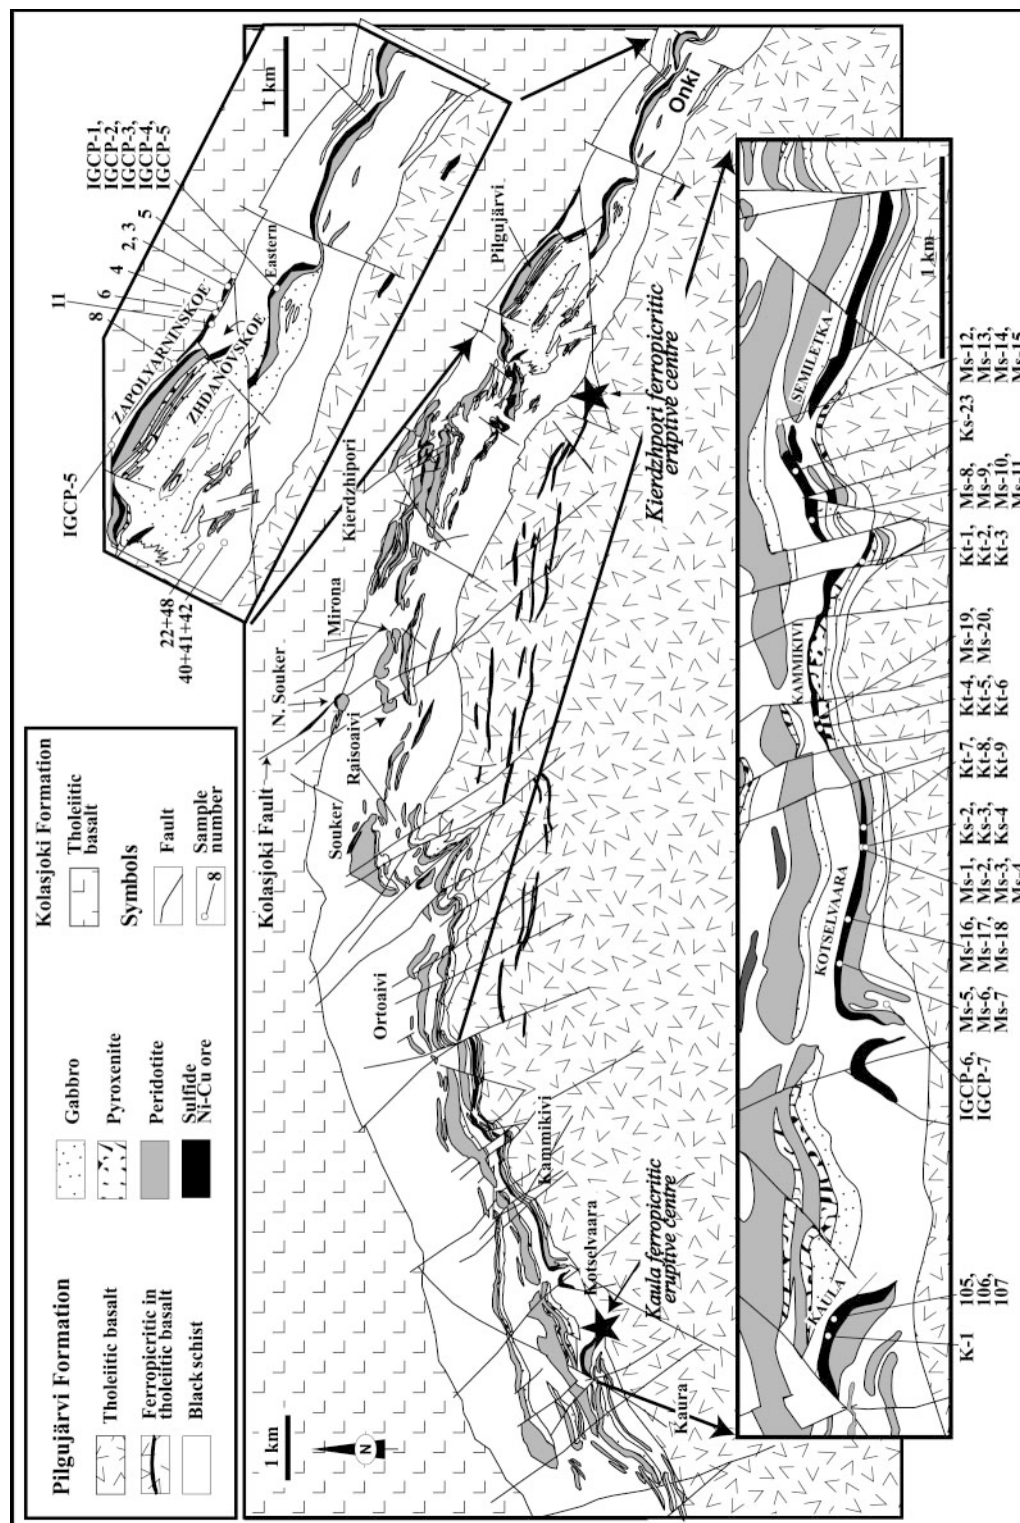 Pilgujärvi Formation
Tholeiitic basalt
Ferropicritic in
tholeiitic basalt
Black schist
Gabbro
Pyroxenite
Peridotite
Sulfide
Ni-Cu ore
Kolasjoki Formation
Tholeiitic
basalt
Symbols
Fault
8
Sample
number
IGCP-5
11
8
6
4
2, 3
5
IGCP-1,
IGCP-2,
IGCP-3,
IGCP-4,
IGCP-5
ZAPOLYARNINSKOE
ZHDANOVSKOE
Eastern
1 km
22+48
40+41+42
1 km
N
Kolasjoki Fault
N. Souker
Souker
Raisoaivi
Mirona
Kierdzhipori
Pilgujärvi
Onki
Ortoaivi
Kammikivi
Kotselvaara
Kaula ferropicritic
eruptive centre
Kierdzhpori ferropicritic
eruptive centre
Kaura
KAULA
KOTSELVAARA
KAMMIKIVI
SEMILETKA
1 km
K-1
105,
106,
107
IGCP-6,
IGCP-7
Ms-5,
Ms-6,
Ms-7
Ms-16,
Ms-17,
Ms-18
Ms-1,
Ms-2,
Ms-3,
Ms-4
Ks-2,
Ks-3,
Ks-4
Kt-7,
Kt-8,
Kt-9
Kt-4,
Kt-5,
Kt-6
Ms-19,
Ms-20,
Kt-1,
Kt-2,
Kt-3
Ms-8,
Ms-9,
Ms-10,
Ms-11
Ks-23
Ms-12,
Ms-13,
Ms-14,
Ms-15